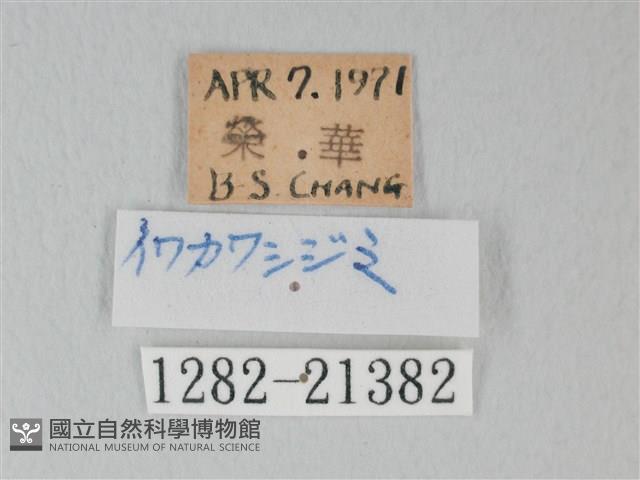 APR 7. 1971
榮華
B-S. CHANG
イワカワシジミ
1282-21382
國立自然科學博物館
NATIONAL MUSEUM OF NATURAL SCIENCE